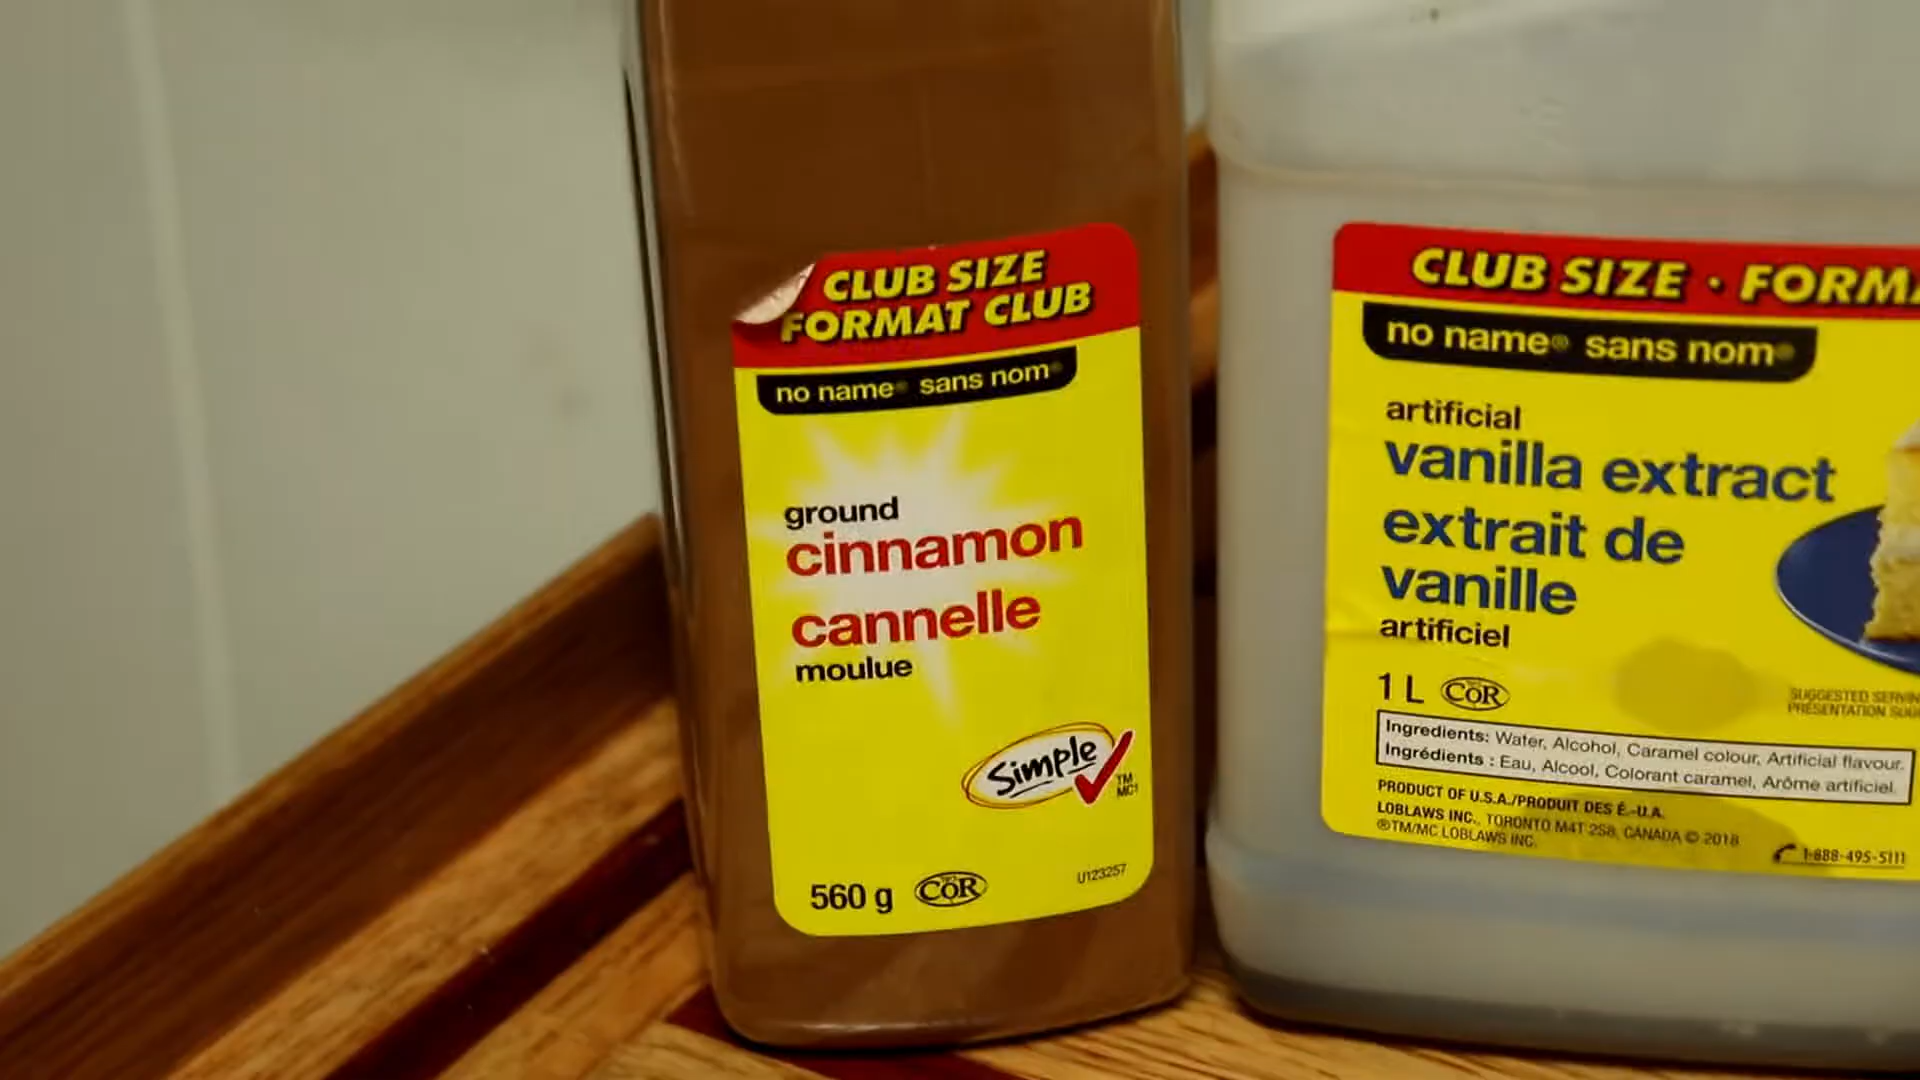 CLUB SIZE
FORMAT CLUB
no name® sans nom®
ground
cinnamon
cannelle
moulue
Simple
TM
MC1
560 g COR
U123257
CLUB SIZE · FORMA
no name® sans nom®
artificial
vanilla extract
extrait de
vanille
artificiel
1 L COR
SUGGESTED
PRESENTATION
Ingredients: Water, Alcohol, Caramel colour, Artificial flavour.
Ingrédients : Eau, Alcool, Colorant caramel, Arôme artificiel.
PRODUCT OF U.S.A./PRODUIT DES É.-U.A.
LOBLAWS INC., TORONTO M4T 2S8, CANADA © 2018
®TM/MC LOBLAWS INC.
1-888-495-5111